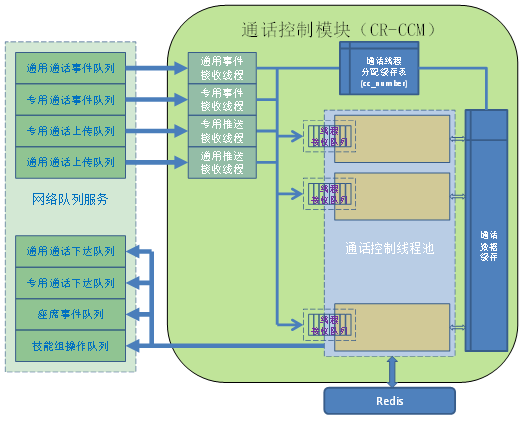 通话控制模块（CR-CCM）
通用通话事件队列
专用通话事件队列
专用通话上传队列
通用通话上传队列
网络队列服务
通用通话下达队列
专用通话下达队列
座席事件队列
技能组操作队列
通用事件
接收线程
专用事件
接收线程
专用推送
接收线程
通用推送
接收线程
通话线程
分配缓存表
(cc_number)
线程
接收队列
线程
接收队列
通话控制线程池
线程
接收队列
通话
数据
缓存
Redis